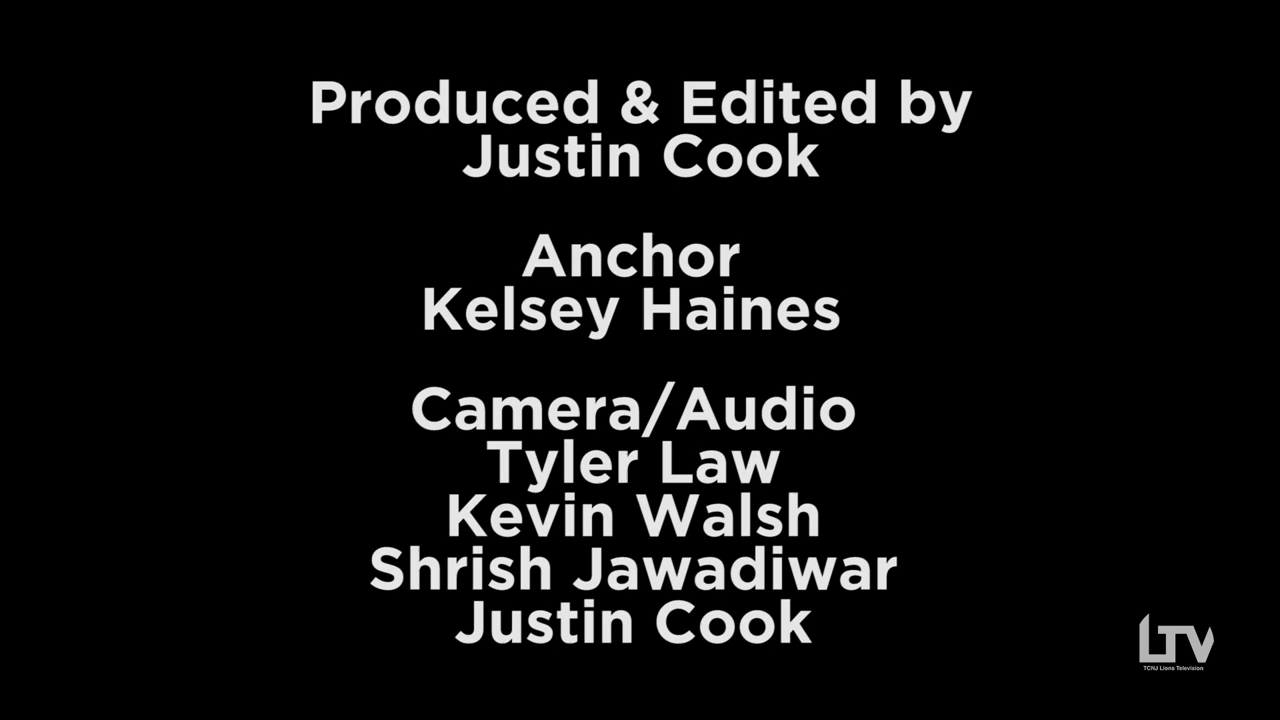 Produced & Edited by
Justin Cook
Anchor
Kelsey Haines
Camera/Audio
Tyler Law
Kevin Walsh
Shrish Jawadiwar
Justin Cook
LTV
TCNJ Lions Television